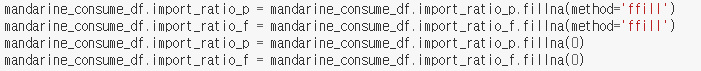 mandarine_consume_df.import_ratio_p = mandarine_consume_df.import_ratio_p.fillna(method='ffill')
mandarine_consume_df.import_ratio_f = mandarine_consume_df.import_ratio_f.fillna(method='ffill')
mandarine_consume_df.import_ratio_p = mandarine_consume_df.import_ratio_p.fillna(0)
mandarine_consume_df.import_ratio_f = mandarine_consume_df.import_ratio_f.fillna(0)